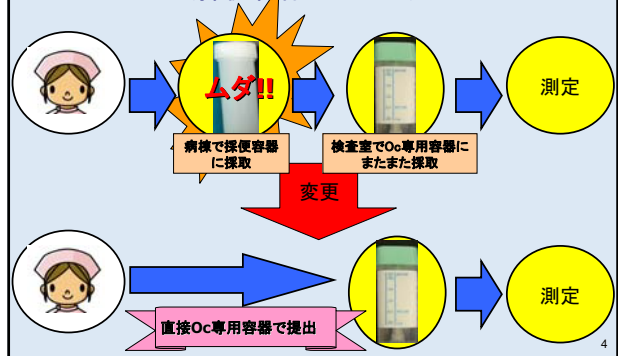 ムダ!!
測定
病棟で採便容器
に採取
検査室でOc専用容器に
またまた採取
変更
直接Oc専用容器で提出
測定
4